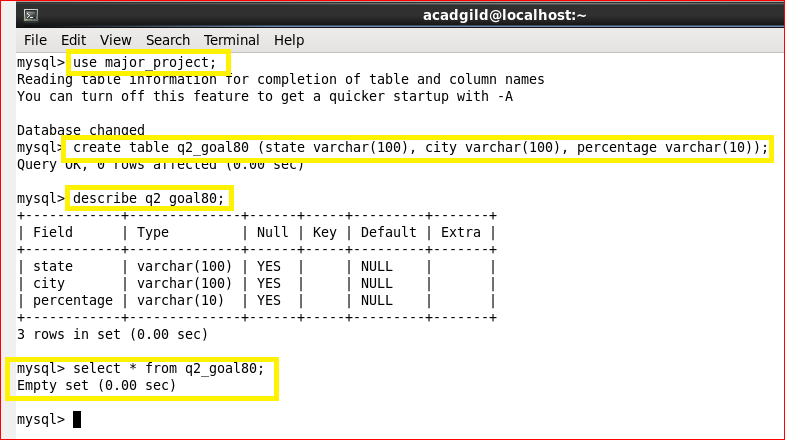 acadgild@localhost:~
File Edit View Search Terminal Help
mysql> use major_project;
Reading table information for completion of table and column names
You can turn off this feature to get a quicker startup with -A
Database changed
mysql> create table q2_goal80 (state varchar(100), city varchar(100), percentage varchar(10));
Query OK, 0 rows affected (0.00 sec)
mysql> describe q2_goal80;
+------------+--------------+------+-----+---------+-------+
| Field      | Type         | Null | Key | Default | Extra |
+------------+--------------+------+-----+---------+-------+
| state      | varchar(100) | YES  |     | NULL    |       |
| city       | varchar(100) | YES  |     | NULL    |       |
| percentage | varchar(10)  | YES  |     | NULL    |       |
+------------+--------------+------+-----+---------+-------+
3 rows in set (0.00 sec)
mysql> select * from q2_goal80;
Empty set (0.00 sec)
mysql>